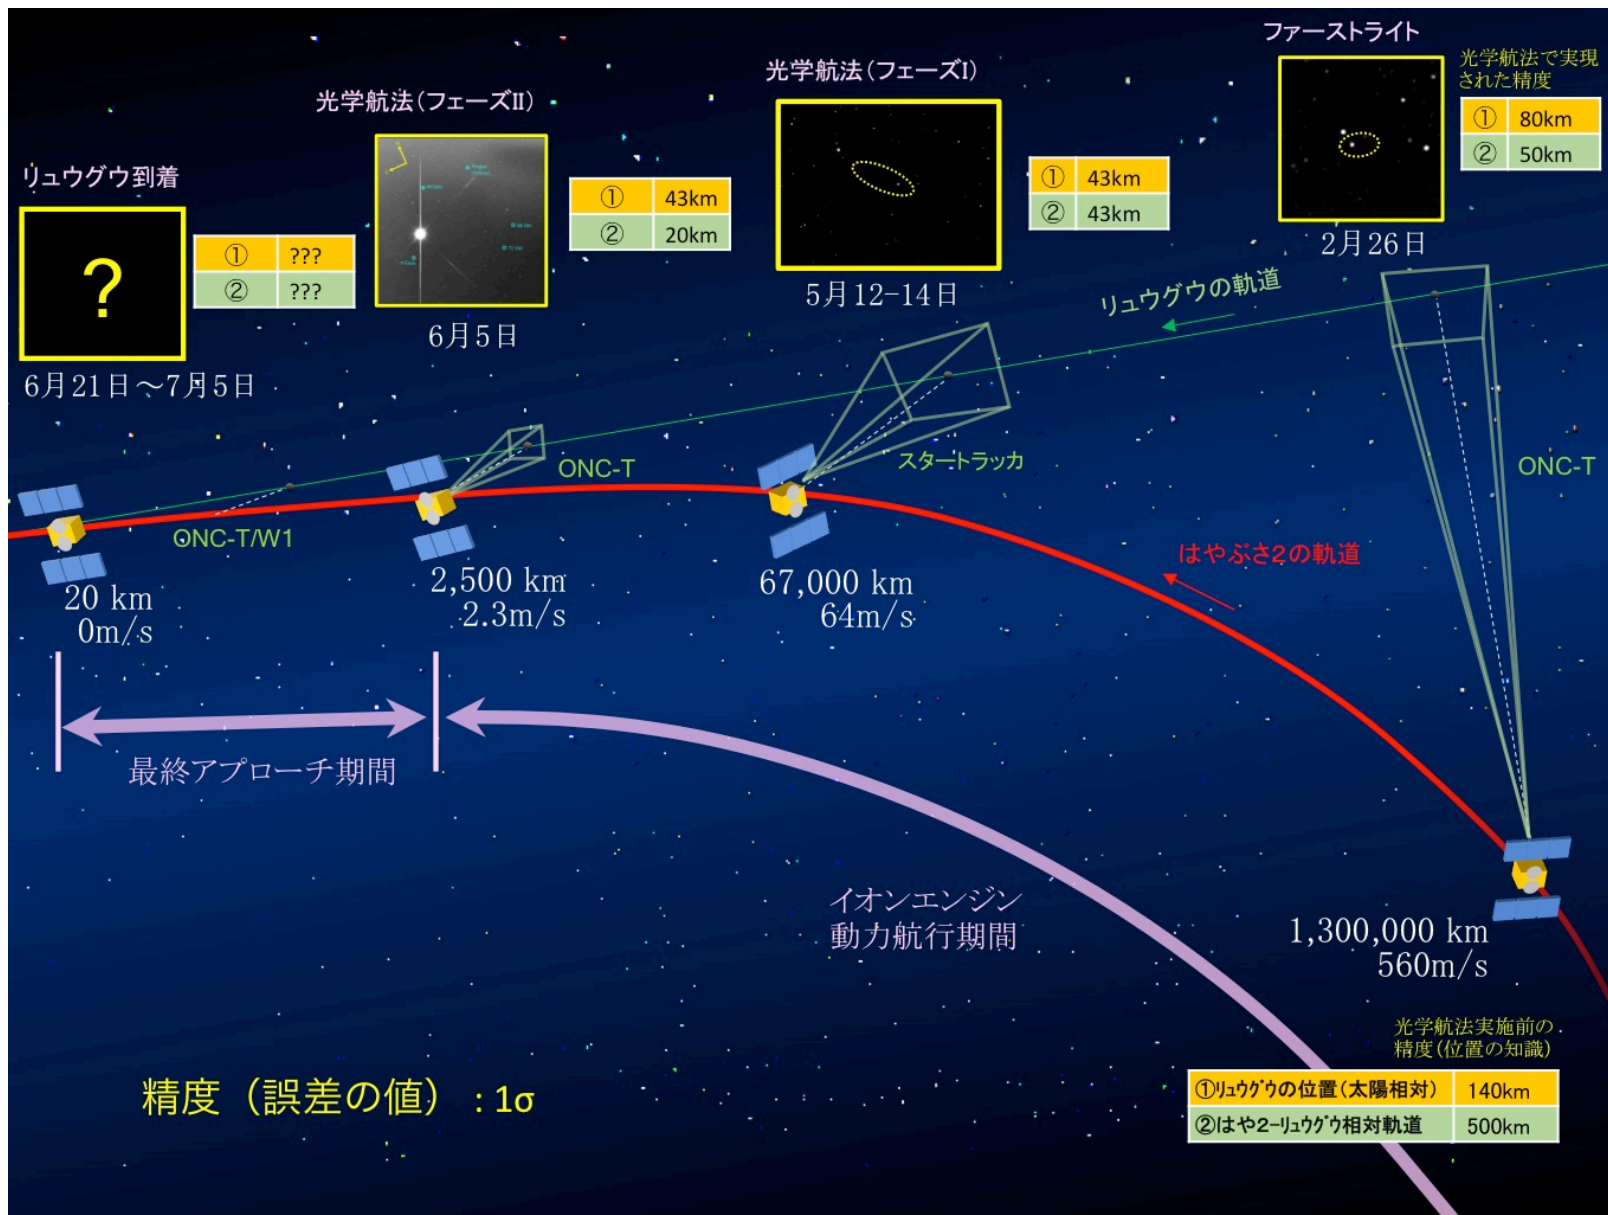 ファーストライト
光学航法で実現
された精度
① 80km
② 50km
2月26日
光学航法(フェーズI)
① 43km
② 43km
5月12-14日
光学航法(フェーズII)
① 43km
② 20km
6月5日
リュウグウ到着
?
① ???
② ???
6月21日～7月5日
リュウグウの軌道
ONC-T
スタートラッカ
ONC-T
ONC-T/W1
はやぶさ2の軌道
20 km
0m/s
2,500 km
2.3m/s
67,000 km
64m/s
1,300,000 km
560m/s
最終アプローチ期間
イオンエンジン
動力航行期間
光学航法実施前の
精度(位置の知識)
①リュウグウの位置(太陽相対) 140km
②はや2-リュウグウ相対軌道 500km
精度（誤差の値）: 1σ